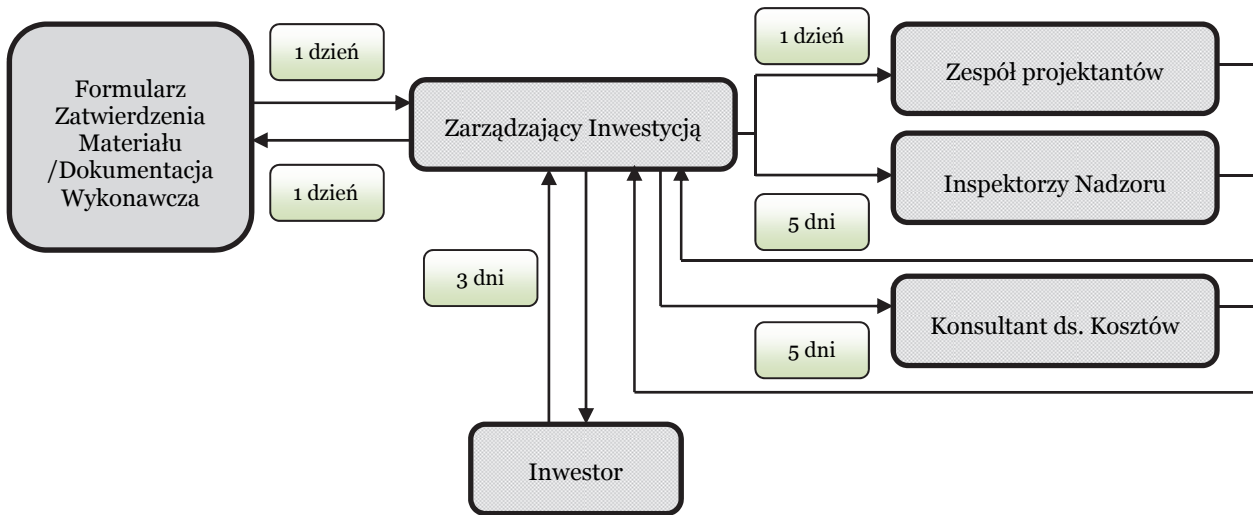 1 dzień
1 dzień
Formularz
Zatwierdzenia
Materiału
/Dokumentacja
Wykonawcza
Zespół projektantów
Zarządzający Inwestycją
1 dzień
Inspektorzy Nadzoru
5 dni
3 dni
Konsultant ds. Kosztów
5 dni
Inwestor